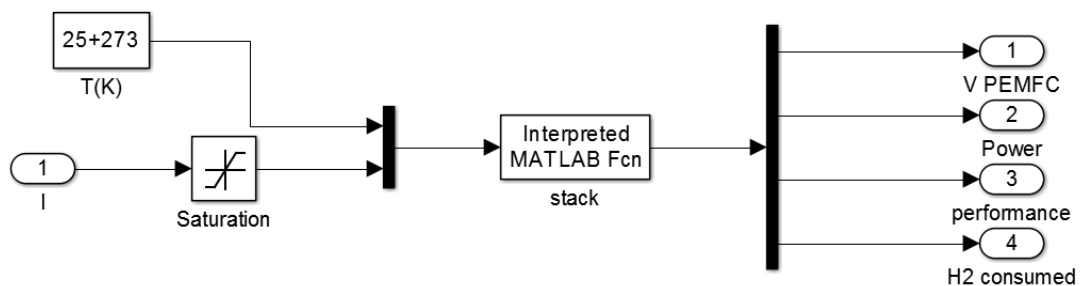 25+273
T(K)
1
I
Saturation
Interpreted
MATLAB Fcn
stack
1
V PEMFC
2
Power
3
performance
4
H2 consumed